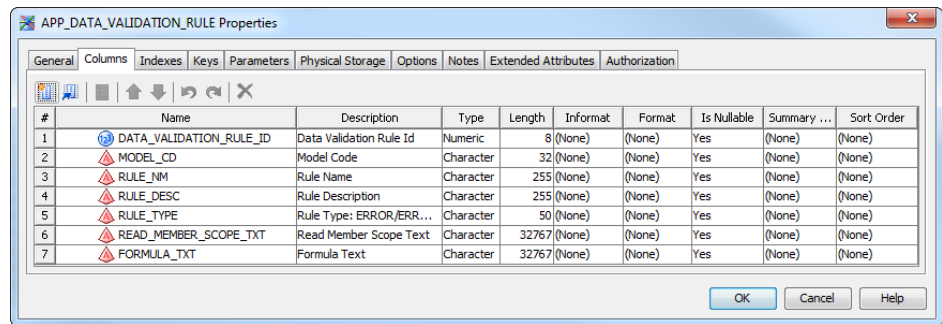 APP_DATA_VALIDATION_RULE Properties
General Columns Indexes Keys Parameters Physical Storage Options Notes Extended Attributes Authorization
# Name Description Type Length Informat Format Is Nullable Summary ... Sort Order
1 DATA_VALIDATION_RULE_ID Data Validation Rule Id Numeric 8 (None) (None) Yes (None) (None)
2 MODEL_CD Model Code Character 32 (None) (None) Yes (None) (None)
3 RULE_NM Rule Name Character 255 (None) (None) Yes (None) (None)
4 RULE_DESC Rule Description Character 255 (None) (None) Yes (None) (None)
5 RULE_TYPE Rule Type: ERROR/ERR... Character 50 (None) (None) Yes (None) (None)
6 READ_MEMBER_SCOPE_TXT Read Member Scope Text Character 32767 (None) (None) Yes (None) (None)
7 FORMULA_TXT Formula Text Character 32767 (None) (None) Yes (None) (None)
OK Cancel Help